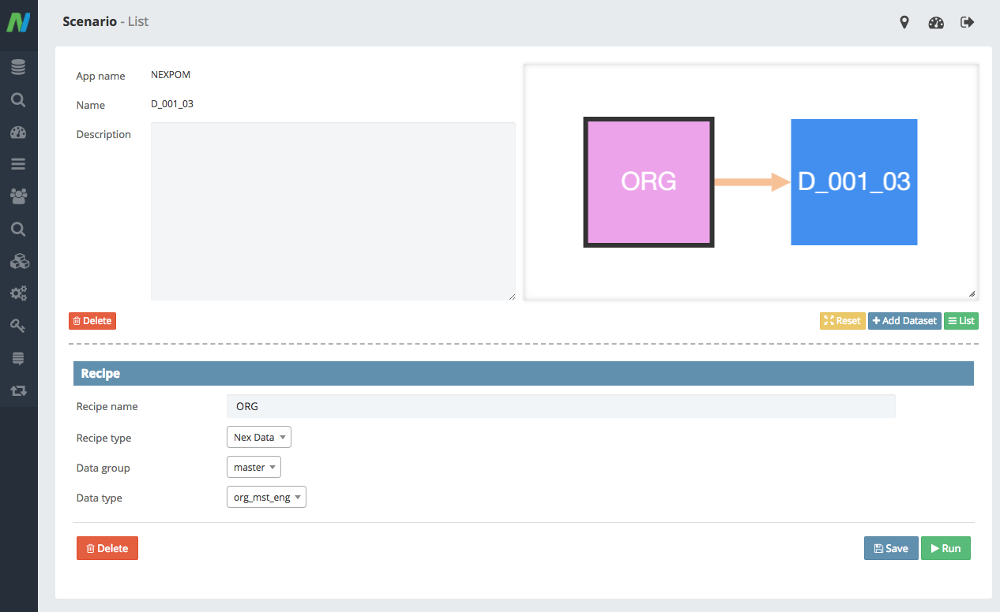 Scenario - List
App name NEXPOM
Name D_001_03
Description
ORG
D_001_03
Delete
Reset
Add Dataset
List
Recipe
Recipe name ORG
Recipe type Nex Data
Data group master
Data type org_mst_eng
Delete
Save
Run